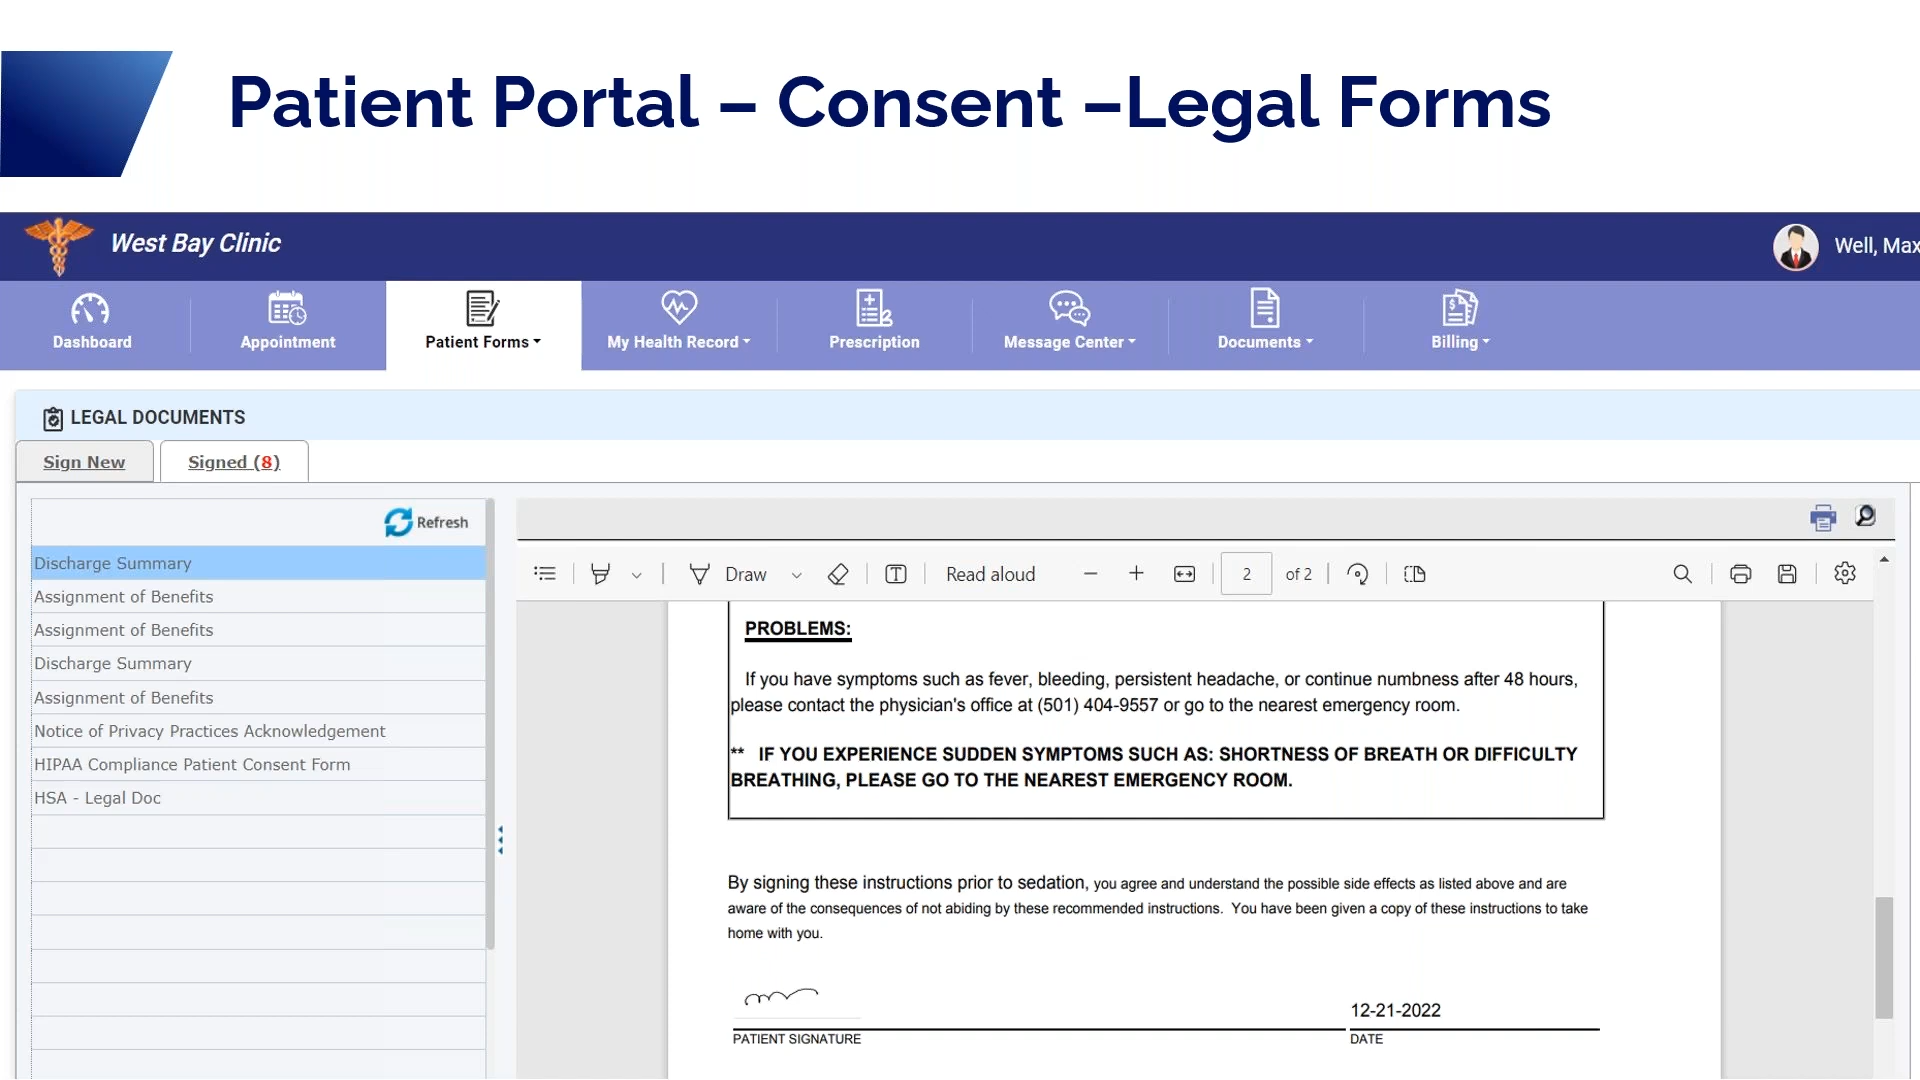 Patient Portal – Consent –Legal Forms
West Bay Clinic
Well, Max
Dashboard
Appointment
Patient Forms
My Health Record
Prescription
Message Center
Documents
Billing
LEGAL DOCUMENTS
Sign New
Signed (8)
Refresh
Discharge Summary
Assignment of Benefits
Assignment of Benefits
Discharge Summary
Assignment of Benefits
Notice of Privacy Practices Acknowledgement
HIPAA Compliance Patient Consent Form
HSA - Legal Doc
Draw
Read aloud
2
of 2
PROBLEMS:
If you have symptoms such as fever, bleeding, persistent headache, or continue numbness after 48 hours,
please contact the physician's office at (501) 404-9557 or go to the nearest emergency room.
** IF YOU EXPERIENCE SUDDEN SYMPTOMS SUCH AS: SHORTNESS OF BREATH OR DIFFICULTY
BREATHING, PLEASE GO TO THE NEAREST EMERGENCY ROOM.
By signing these instructions prior to sedation, you agree and understand the possible side effects as listed above and are
aware of the consequences of not abiding by these recommended instructions. You have been given a copy of these instructions to take
home with you.
12-21-2022
PATIENT SIGNATURE
DATE